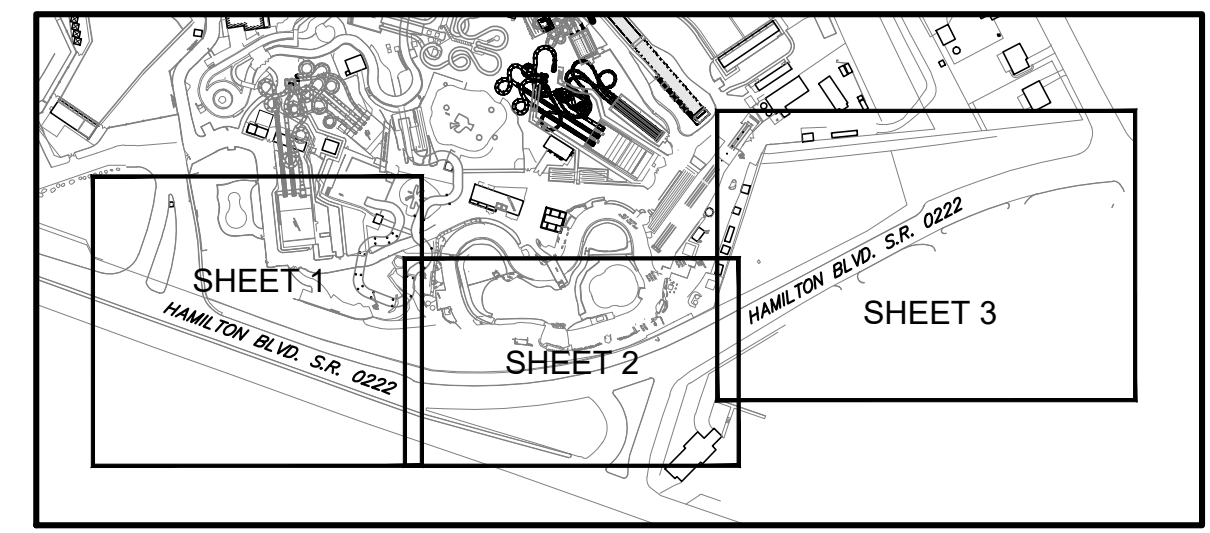 SHEET 1
HAMILTON BLVD. S.R. 0222
SHEET 2
HAMILTON BLVD. S.R. 0222
SHEET 3